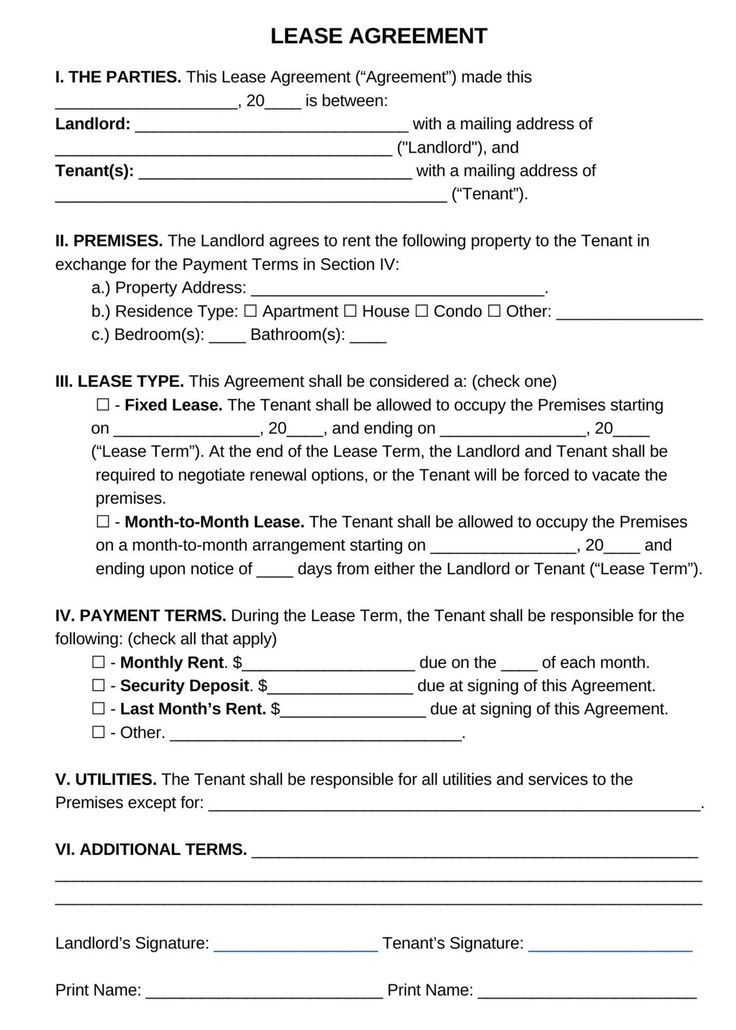 LEASE AGREEMENT
I. THE PARTIES. This Lease Agreement (“Agreement”) made this
____________________, 20____ is between:
Landlord: ______________________________ with a mailing address of
_____________________________________ ("Landlord"), and
Tenant(s): ______________________________ with a mailing address of
___________________________________________ (“Tenant”).
II. PREMISES. The Landlord agrees to rent the following property to the Tenant in
exchange for the Payment Terms in Section IV:
a.) Property Address: ________________________________.
b.) Residence Type: ☐ Apartment ☐ House ☐ Condo ☐ Other: ________________
c.) Bedroom(s): ____ Bathroom(s): ____
III. LEASE TYPE. This Agreement shall be considered a: (check one)
☐ - Fixed Lease. The Tenant shall be allowed to occupy the Premises starting
on ________________, 20____, and ending on ________________, 20____
(“Lease Term”). At the end of the Lease Term, the Landlord and Tenant shall be
required to negotiate renewal options, or the Tenant will be forced to vacate the
premises.
☐ - Month-to-Month Lease. The Tenant shall be allowed to occupy the Premises
on a month-to-month arrangement starting on ________________, 20____ and
ending upon notice of ____ days from either the Landlord or Tenant (“Lease Term”).
IV. PAYMENT TERMS. During the Lease Term, the Tenant shall be responsible for the
following: (check all that apply)
☐ - Monthly Rent. $___________________ due on the ____ of each month.
☐ - Security Deposit. $________________ due at signing of this Agreement.
☐ - Last Month’s Rent. $________________ due at signing of this Agreement.
☐ - Other. ________________________________.
V. UTILITIES. The Tenant shall be responsible for all utilities and services to the
Premises except for: ______________________________________________________.
VI. ADDITIONAL TERMS. _________________________________________________
_______________________________________________________________________
_______________________________________________________________________
Landlord’s Signature: __________________ Tenant’s Signature: __________________
Print Name: __________________________ Print Name: ________________________